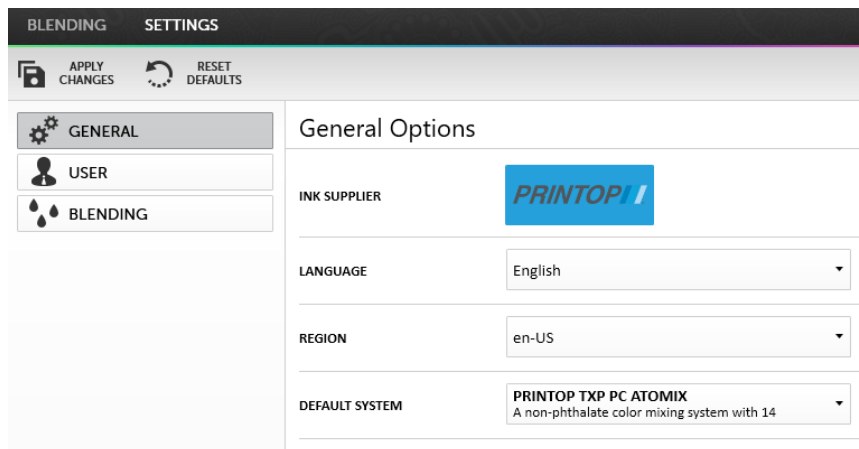 BLENDING SETTINGS
APPLY
CHANGES
RESET
DEFAULTS
GENERAL
USER
BLENDING
General Options
INK SUPPLIER
PRINTOP
LANGUAGE
English
REGION
en-US
DEFAULT SYSTEM
PRINTOP TXP PC ATOMIX
A non-phthalate color mixing system with 14